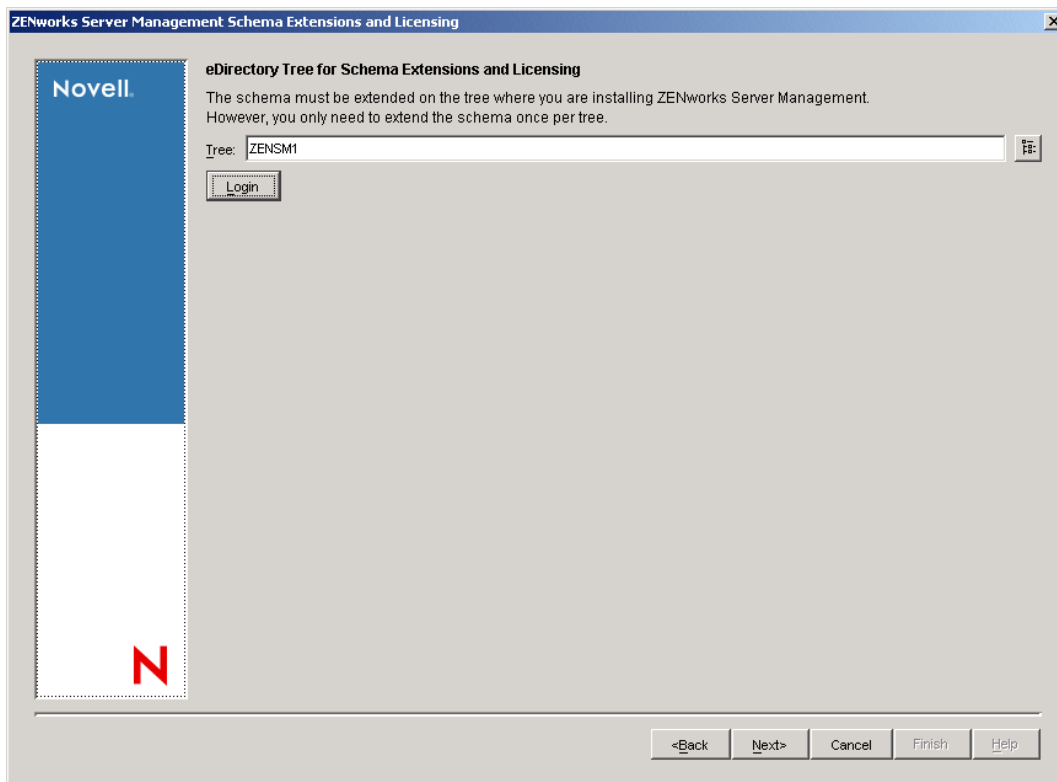 ZENworks Server Management Schema Extensions and Licensing
Novell.
eDirectory Tree for Schema Extensions and Licensing
The schema must be extended on the tree where you are installing ZENworks Server Management.
However, you only need to extend the schema once per tree.
Tree: ZENSM1
Login
N
<Back Next> Cancel Finish Help